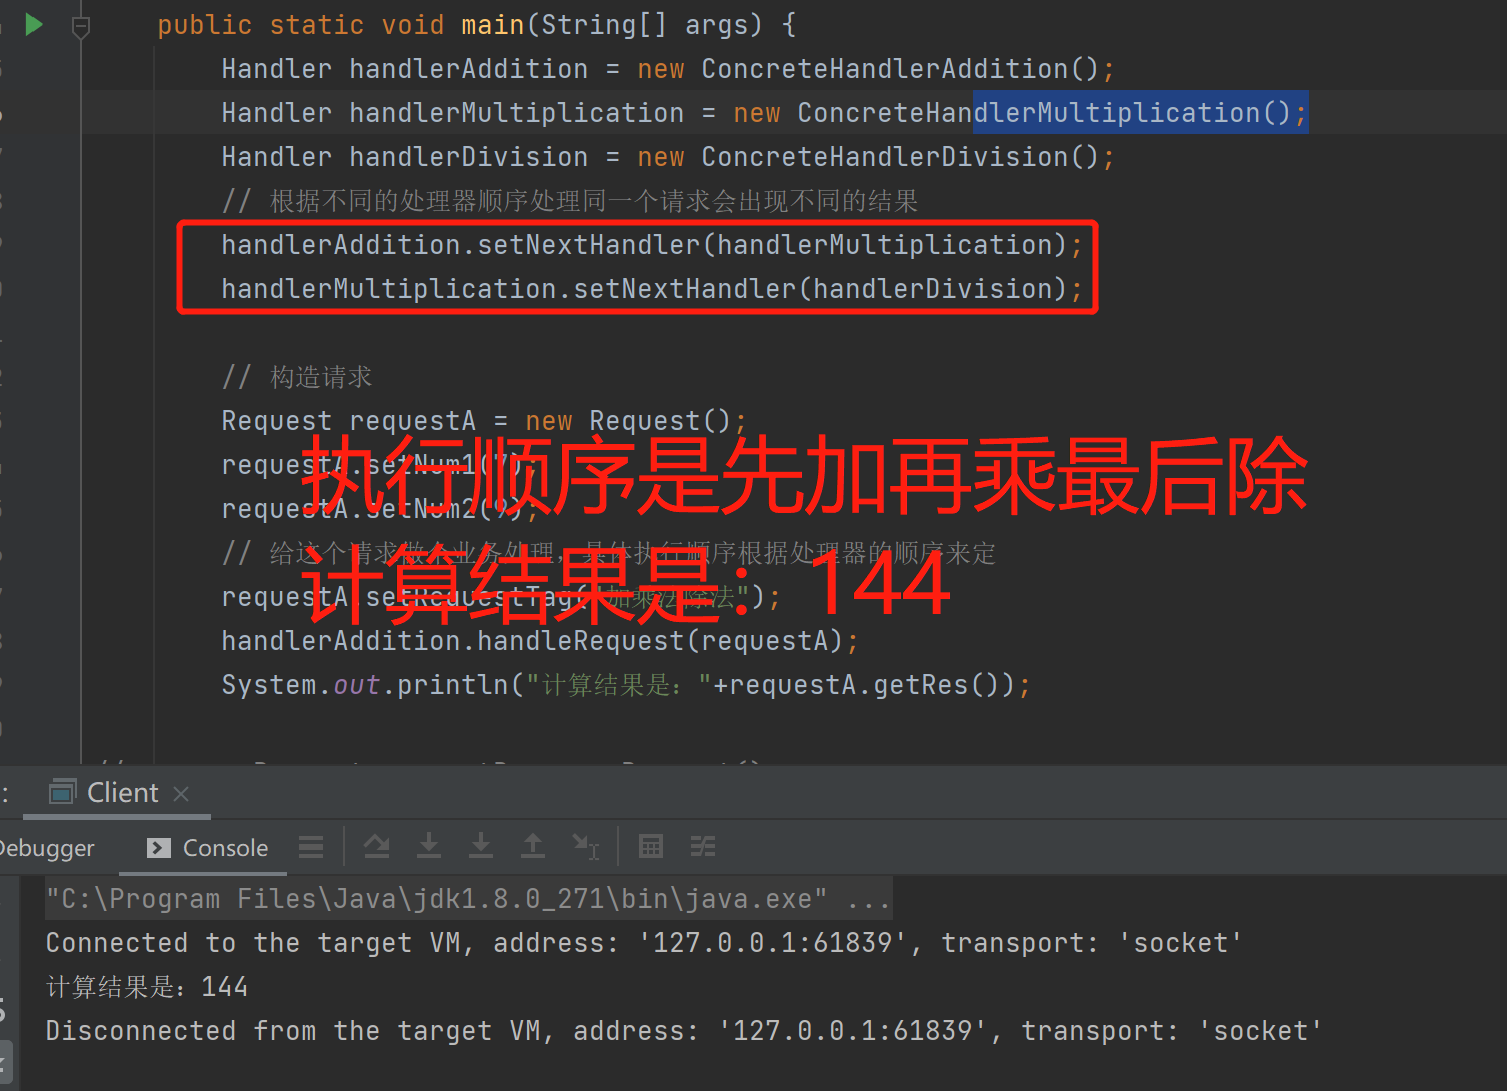 public static void main(String[] args) {
Handler handlerAddition = new ConcreteHandlerAddition();
Handler handlerMultiplication = new ConcreteHandlerMultiplication();
Handler handlerDivision = new ConcreteHandlerDivision();
// 根据不同的处理器顺序处理同一个请求会出现不同的结果
handlerAddition.setNextHandler(handlerMultiplication);
handlerMultiplication.setNextHandler(handlerDivision);
// 构造请求
Request requestA = new Request();
requestA.setNum1(7);
执行顺序是先加再乘最后除
requestA.setNum2(9);
// 给这个请求做个业务处理，具体执行顺序根据处理器的顺序来定
计算结果是：144
requestA.setRequestTag("加乘法除法");
handlerAddition.handleRequest(requestA);
System.out.println("计算结果是："+requestA.getRes());
Client
Debugger
Console
"C:\Program Files\Java\jdk1.8.0_271\bin\java.exe" ...
Connected to the target VM, address: '127.0.0.1:61839', transport: 'socket'
计算结果是：144
Disconnected from the target VM, address: '127.0.0.1:61839', transport: 'socket'